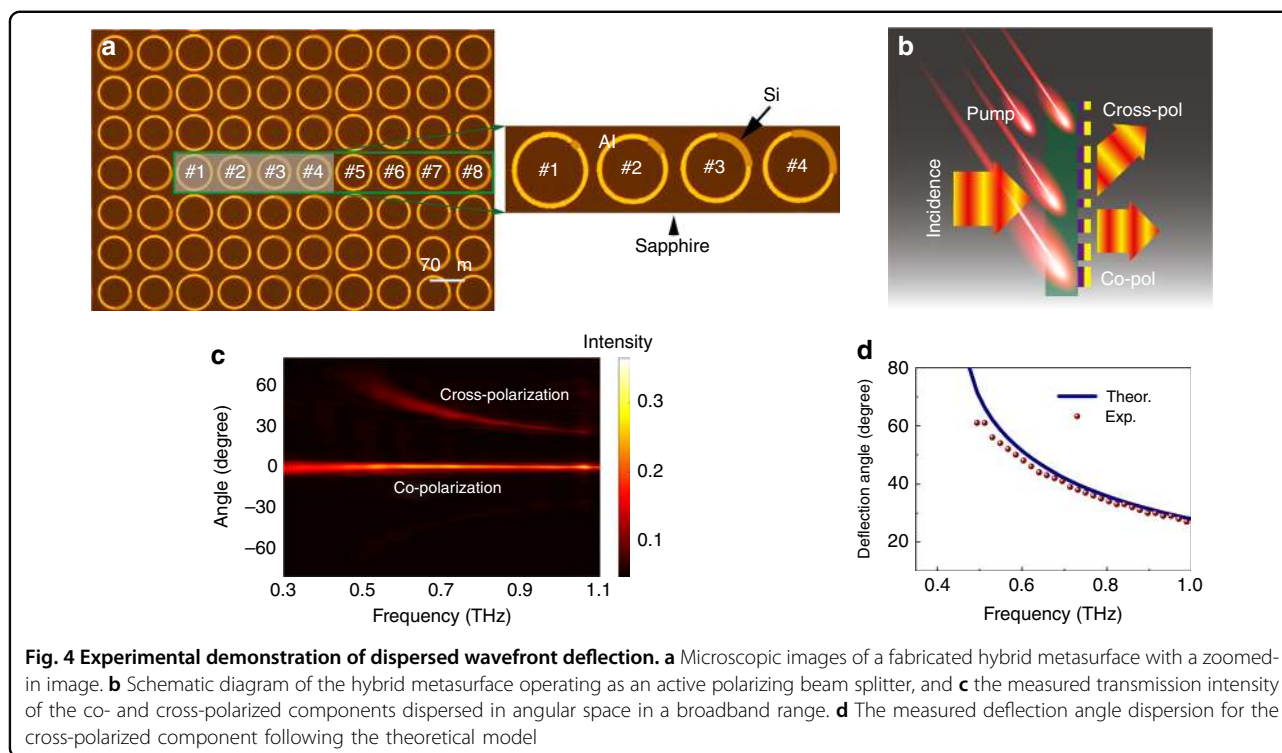 a
#1 #2 #3 #4 #5 #6 #7 #8
70 m
Si
Al
#1 #2 #3 #4
Sapphire
b
Pump
Cross-pol
Incidence
Co-pol
c
Intensity
Cross-polarization
Co-polarization
60
30
0
–30
–60
Angle (degree)
0.3 0.5 0.7 0.9 1.1
Frequency (THz)
0.3
0.2
0.1
d
80
60
40
20
Deflection angle (degree)
Theor.
Exp.
0.4 0.6 0.8 1.0
Frequency (THz)
Fig. 4 Experimental demonstration of dispersed wavefront deflection. a Microscopic images of a fabricated hybrid metasurface with a zoomed-
in image. b Schematic diagram of the hybrid metasurface operating as an active polarizing beam splitter, and c the measured transmission intensity
of the co- and cross-polarized components dispersed in angular space in a broadband range. d The measured deflection angle dispersion for the
cross-polarized component following the theoretical model